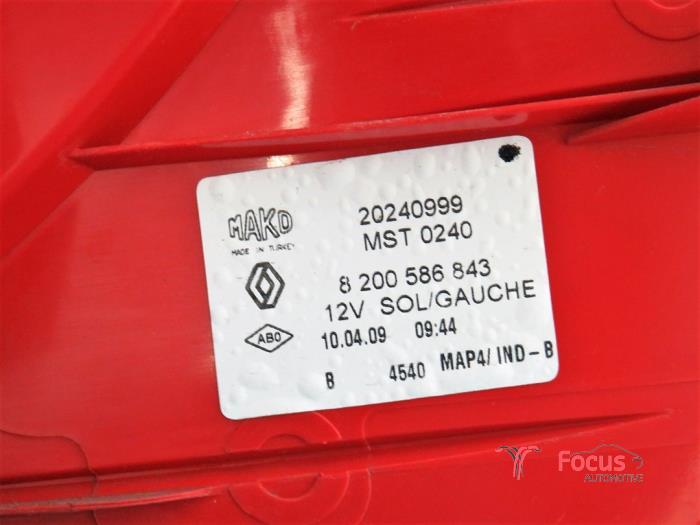 MAKO
MADE IN TURKEY
20240999
MST 0240
8 200 586 843
12V SOL/GAUCHE
ABO
10.04.09 09:44
B 4540 MAP4/ IND-B
Focus
AUTOMOTIVE